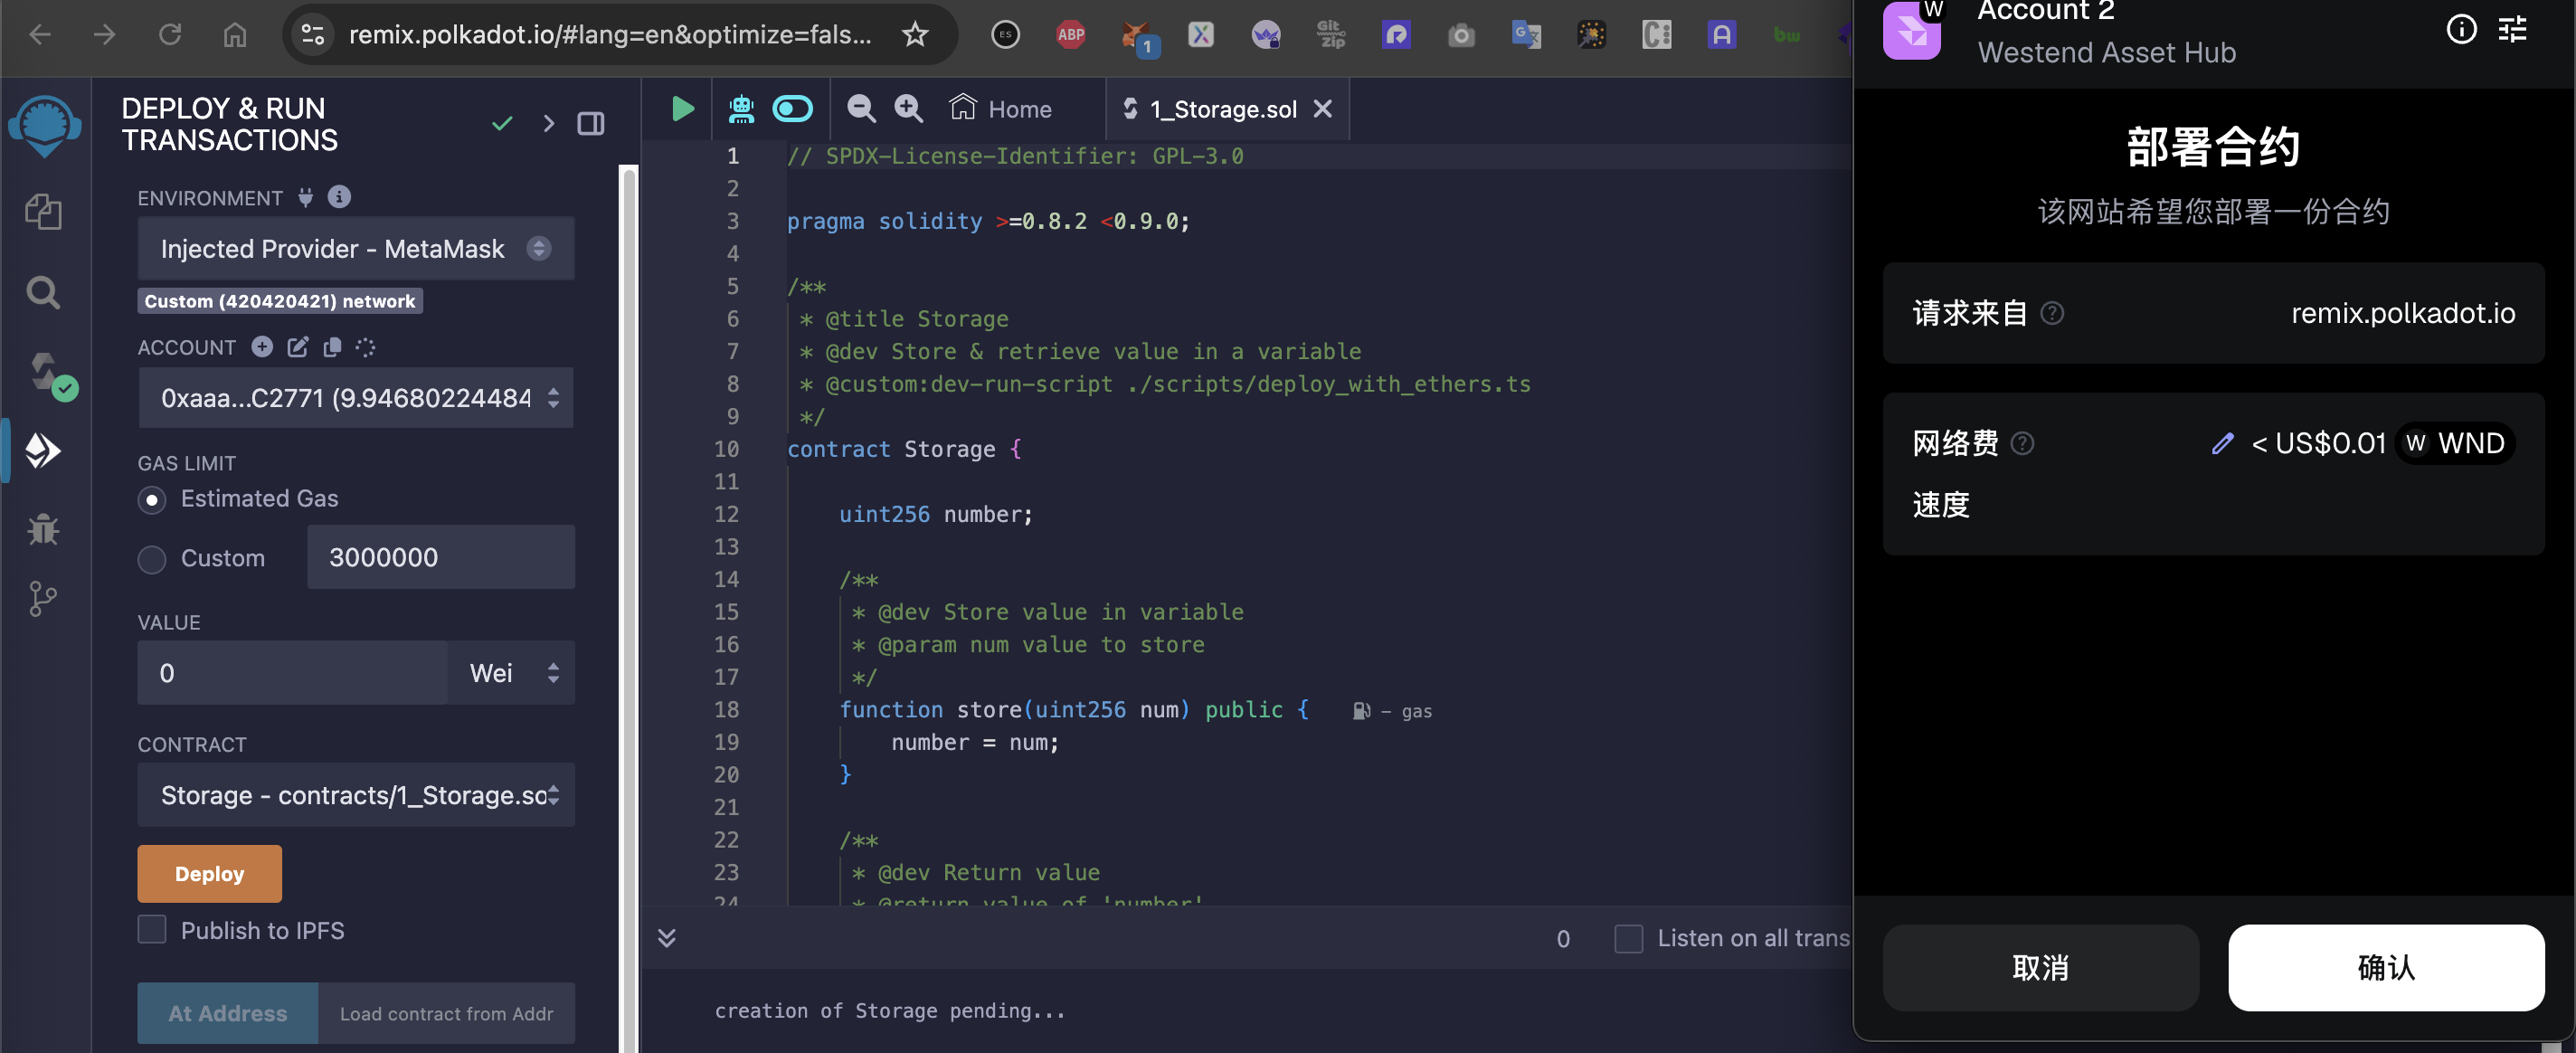 remix.polkadot.io/#lang=en&optimize=fals...
ES
ABP
1
Git
zip
bw
DEPLOY & RUN
TRANSACTIONS
ENVIRONMENT
Injected Provider - MetaMask
Custom (420420421) network
ACCOUNT
0xaaa...C2771 (9.94680224484
GAS LIMIT
Estimated Gas
Custom
3000000
VALUE
0
Wei
CONTRACT
Storage - contracts/1_Storage.so
Deploy
Publish to IPFS
At Address
Load contract from Addr
Home
1_Storage.sol
1 // SPDX-License-Identifier: GPL-3.0
2
3 pragma solidity >=0.8.2 <0.9.0;
4
5 /**
6 * @title Storage
7 * @dev Store & retrieve value in a variable
8 * @custom:dev-run-script ./scripts/deploy_with_ethers.ts
9 */
10 contract Storage {
11
12 uint256 number;
13
14 /**
15 * @dev Store value in variable
16 * @param num value to store
17 */
18 function store(uint256 num) public { – gas
19 number = num;
20 }
21
22 /**
23 * @dev Return value
24 * @return value of 'number'
0
Listen on all trans
creation of Storage pending...
W
Account 2
Westend Asset Hub
部署合约
该网站希望您部署一份合约
请求来自
remix.polkadot.io
网络费
< US$0.01 W WND
速度
取消
确认